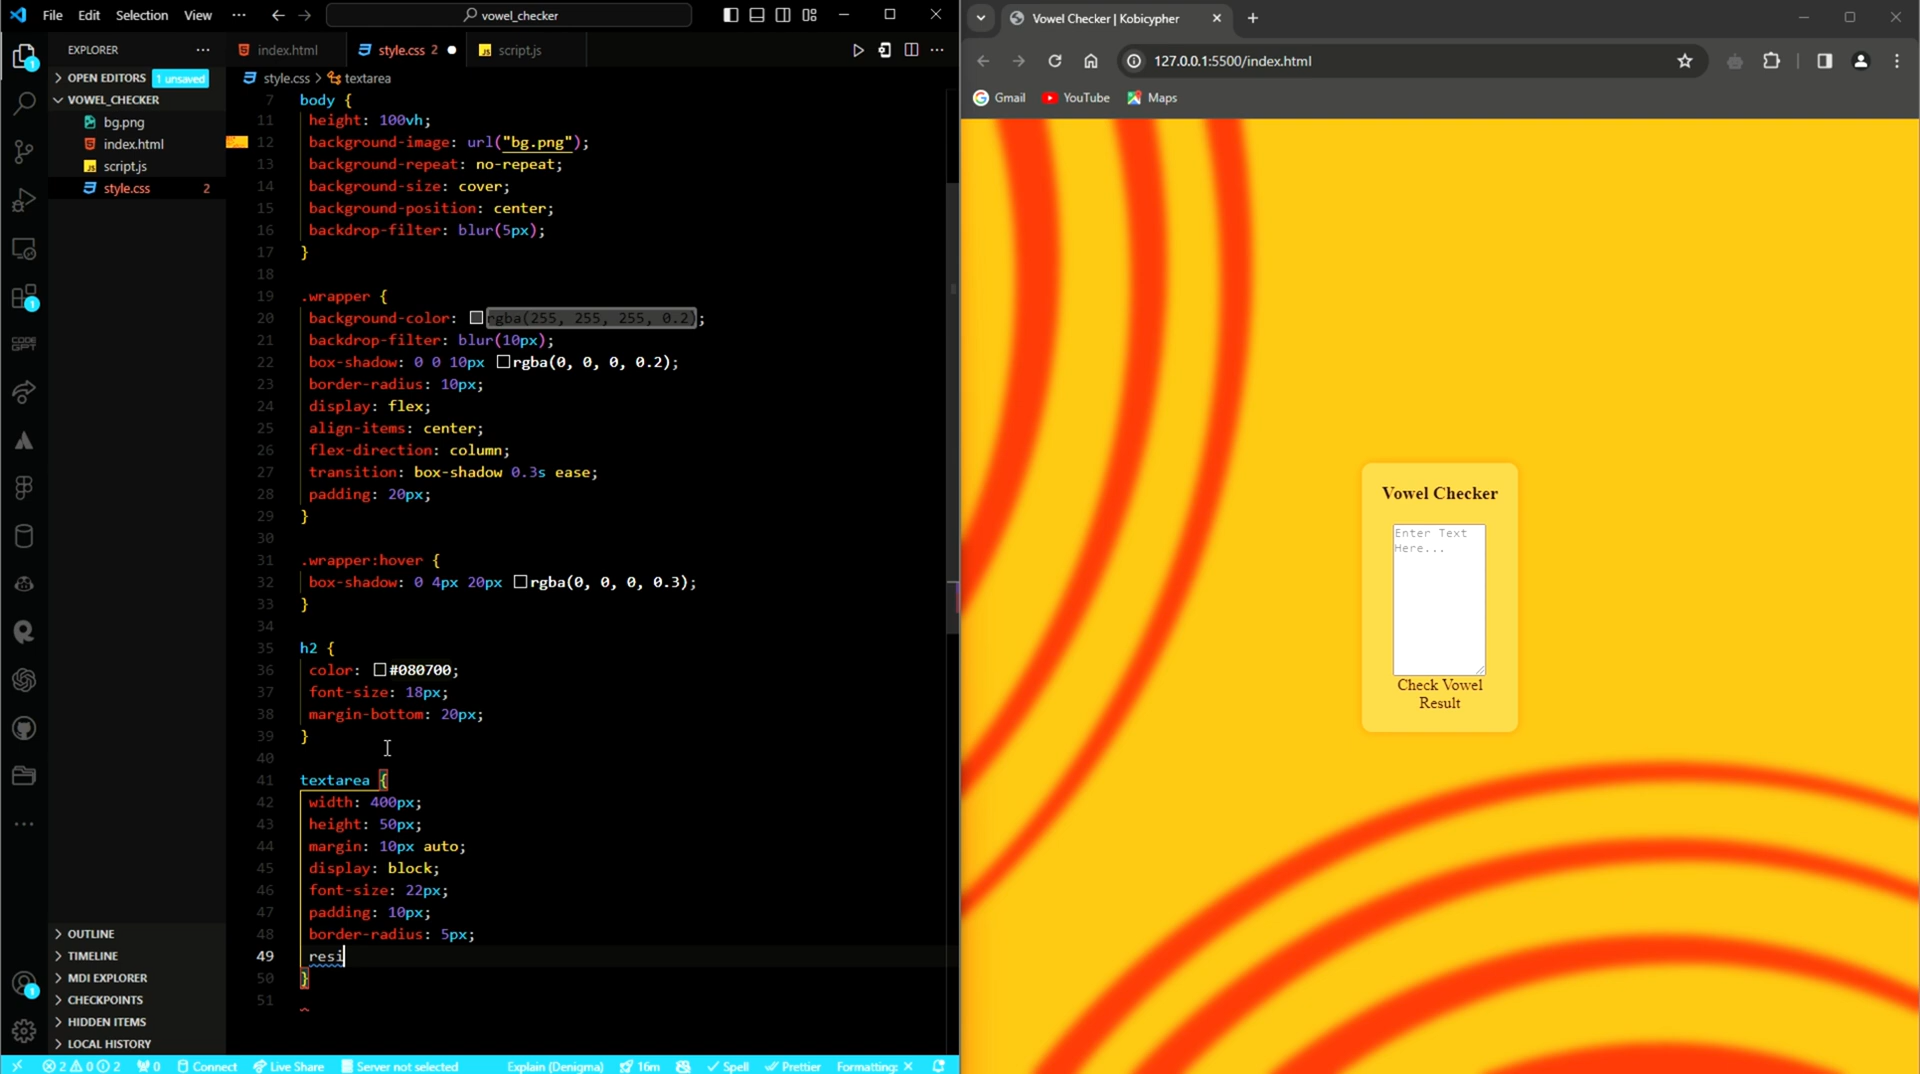 File Edit Selection View ··· vowel_checker
EXPLORER ···
OPEN EDITORS 1 unsaved
VOWEL_CHECKER
bg.png
index.html
script.js
style.css 2
OUTLINE
TIMELINE
MDI EXPLORER
CHECKPOINTS
HIDDEN ITEMS
LOCAL HISTORY
CODE
GPT
index.html style.css 2 script.js
style.css > textarea
7 body {
11 height: 100vh;
12 background-image: url("bg.png");
13 background-repeat: no-repeat;
14 background-size: cover;
15 background-position: center;
16 backdrop-filter: blur(5px);
17 }
18
19 .wrapper {
20 background-color: rgba(255, 255, 255, 0.2);
21 backdrop-filter: blur(10px);
22 box-shadow: 0 0 10px rgba(0, 0, 0, 0.2);
23 border-radius: 10px;
24 display: flex;
25 align-items: center;
26 flex-direction: column;
27 transition: box-shadow 0.3s ease;
28 padding: 20px;
29 }
30
31 .wrapper:hover {
32 box-shadow: 0 4px 20px rgba(0, 0, 0, 0.3);
33 }
34
35 h2 {
36 color: #080700;
37 font-size: 18px;
38 margin-bottom: 20px;
39 }
40
41 textarea {
42 width: 400px;
43 height: 50px;
44 margin: 10px auto;
45 display: block;
46 font-size: 22px;
47 padding: 10px;
48 border-radius: 5px;
49 resi
50 }
51
2 0 2 0 Connect Live Share Server not selected Explain (Denigma) 16m Spell Prettier Formatting: ×
Vowel Checker | Kobicypher
127.0.0.1:5500/index.html
Gmail YouTube Maps
Vowel Checker
Enter Text
Here...
Check Vowel
Result